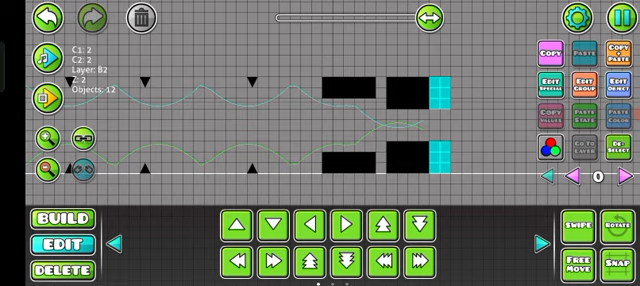 C1: 2
C2: 2
Layer: B2
Z: 2
Objects: 12
COPY
PASTE
COPY + PASTE
EDIT SPECIAL
EDIT GROUP
EDIT OBJECT
COPY VALUES
PASTE STATE
PASTE COLOR
GO TO LAYER
DE-SELECT
0
BUILD
EDIT
DELETE
SWIPE
ROTATE
FREE MOVE
SNAP